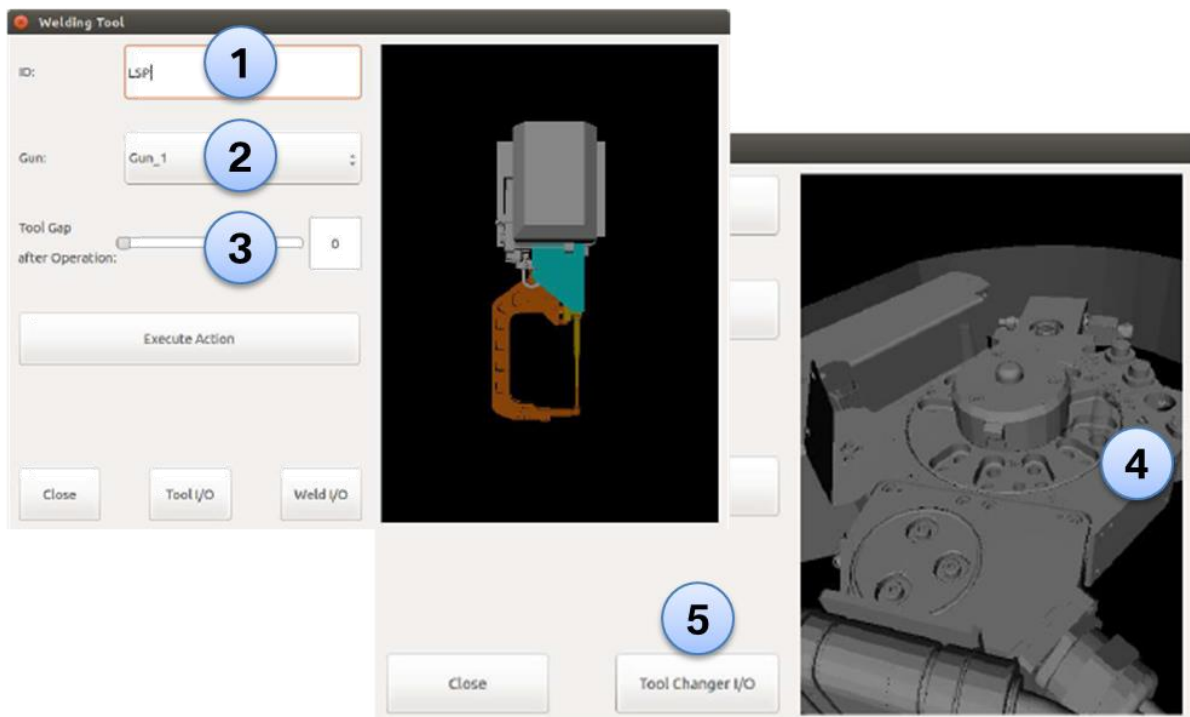 Welding Tool
ID:
LSP
1
Gun:
Gun_1
2
Tool Gap
after Operation:
3
0
Execute Action
Close
Tool I/O
Weld I/O
4
5
Close
Tool Changer I/O